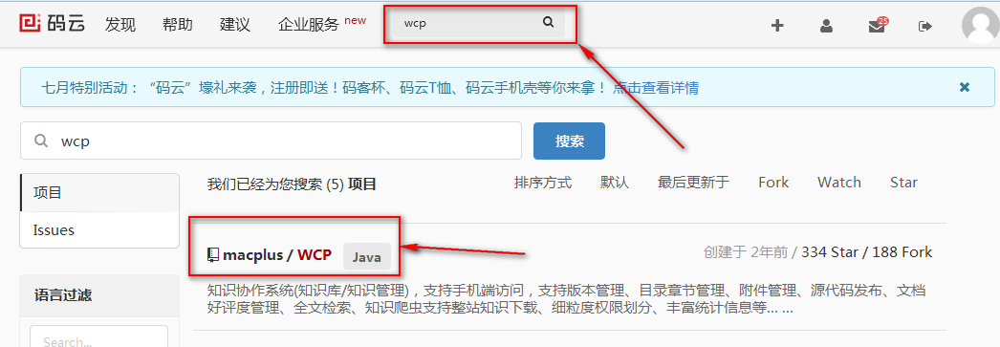 码云 发现 帮助 建议 企业服务 new wcp 25
七月特别活动：“码云”壕礼来袭，注册即送！码客杯、码云T恤、码云手机壳等你来拿！ 点击查看详情
wcp 搜索
项目
Issues
语言过滤
Search...
我们已经为您搜索 (5) 项目 排序方式 默认 最后更新于 Fork Watch Star
macplus / WCP Java 创建于 2年前 / 334 Star / 188 Fork
知识协作系统(知识库/知识管理)，支持手机端访问，支持版本管理、目录章节管理、附件管理、源代码发布、文档
好评度管理、全文检索、知识爬虫支持整站知识下载、细粒度权限划分、丰富统计信息等... ...